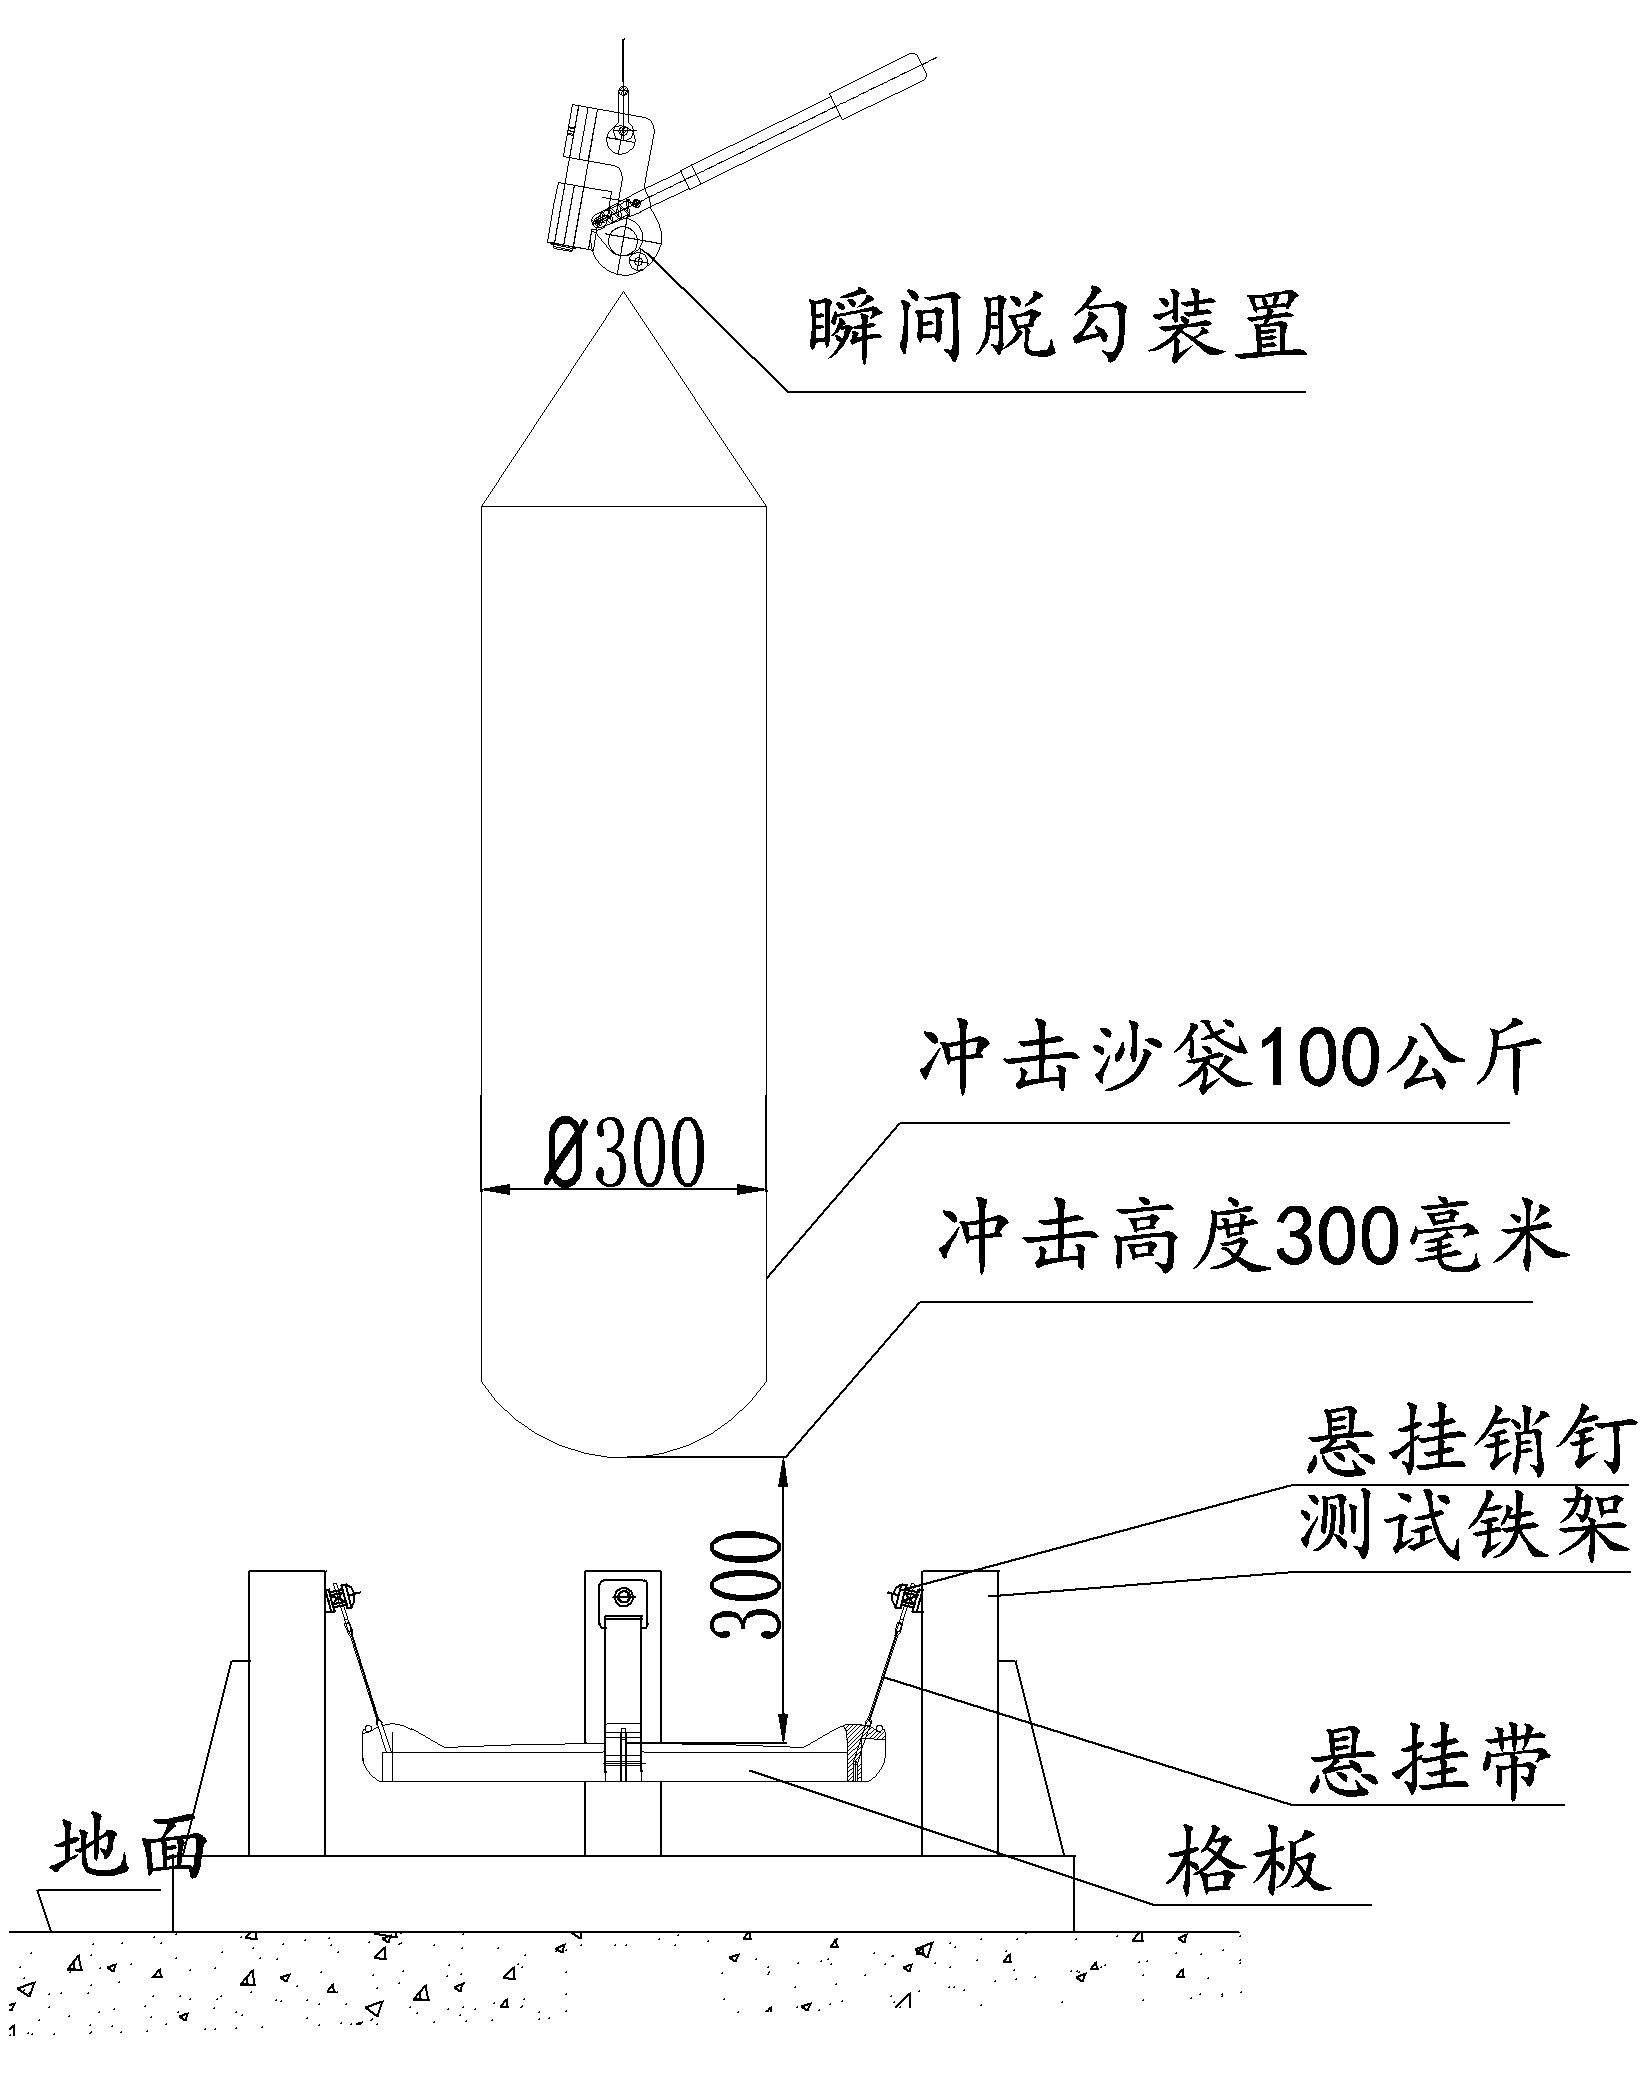 瞬间脱勾装置
冲击沙袋100公斤
Ø300
冲击高度300毫米
悬挂销钉
测试铁架
300
悬挂带
地面
格板